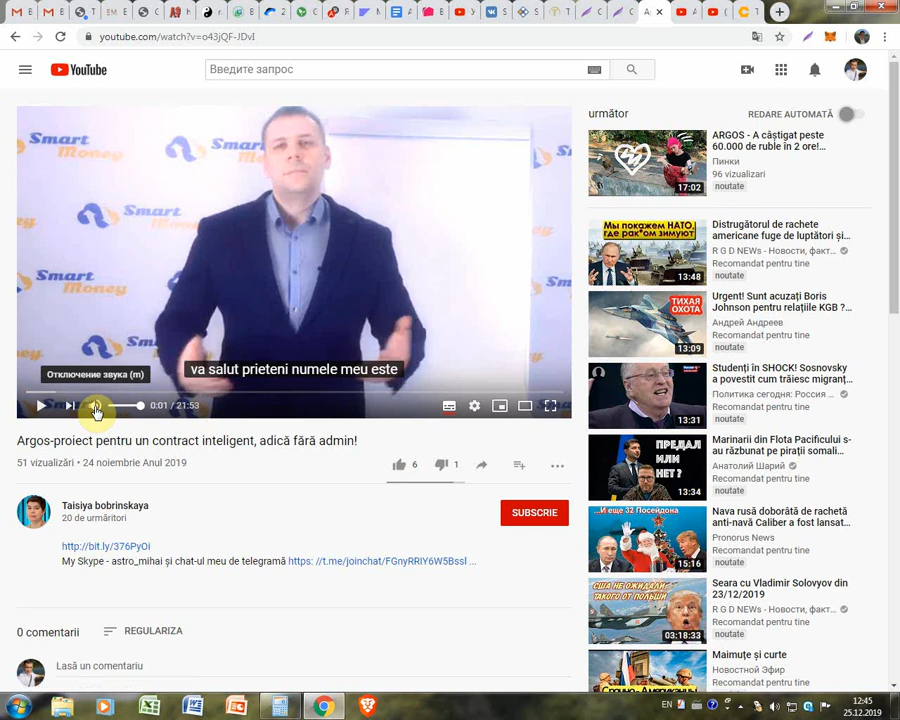 youtube.com/watch?v=o43jQF-JDvI
YouTube
Введите запрос
Smart Money
Smart
Smart
Smart Money
Отключение звука (m)
va salut prieteni numele meu este
0:01 / 21:53
Argos-proiect pentru un contract inteligent, adică fără admin!
51 vizualizări • 24 noiembrie Anul 2019
6
1
Taisiya bobrinskaya
20 de următori
SUBSCRIE
http://bit.ly/376PyOi
My Skype - astro_mihai și chat-ul meu de telegramă https: //t.me/joinchat/FGnyRRIY6W5Bssl ...
0 comentarii
REGULARIZA
Lasă un comentariu
următor
REDARE AUTOMATĂ
ARGOS - A câștigat peste
60.000 de ruble în 2 ore!...
Пинки
96 vizualizari
noutate
17:02
Мы покажем НАТО,
где рак*ом зимуют
13:48
Distrugătorul de rachete
americane fuge de luptători și...
R G D NEWs - Новости, факт...
Recomandat pentru tine
noutate
ТИХАЯ
ОХОТА
13:09
Urgent! Sunt acuzați Boris
Johnson pentru relațiile KGB ?...
Андрей Андреев
Recomandat pentru tine
noutate
13:31
Studenți în SHOCK! Sosnovsky
a povestit cum trăiesc migranț...
Политика сегодня: Россия ...
Recomandat pentru tine
noutate
ПРЕДАЛ
ИЛИ
НЕТ?
13:34
Marinarii din Flota Pacificului s-
au răzbunat pe pirații somali...
Анатолий Шарий
Recomandat pentru tine
noutate
...И еще 32 Посейдона
15:16
Nava rusă doborâtă de rachetă
anti-navă Caliber a fost lansat...
Pronorus News
Recomandat pentru tine
noutate
США НЕ ОЖИДАЛИ
ТАКОГО ОТ ПОЛЬШИ
03:18:33
Seara cu Vladimir Solovyov din
23/12/2019
R G D NEWs - Новости, факт...
Recomandat pentru tine
noutate
Maimuțe și curte
Новостной Эфир
Recomandat pentru tine
EN
12:45
25.12.2019